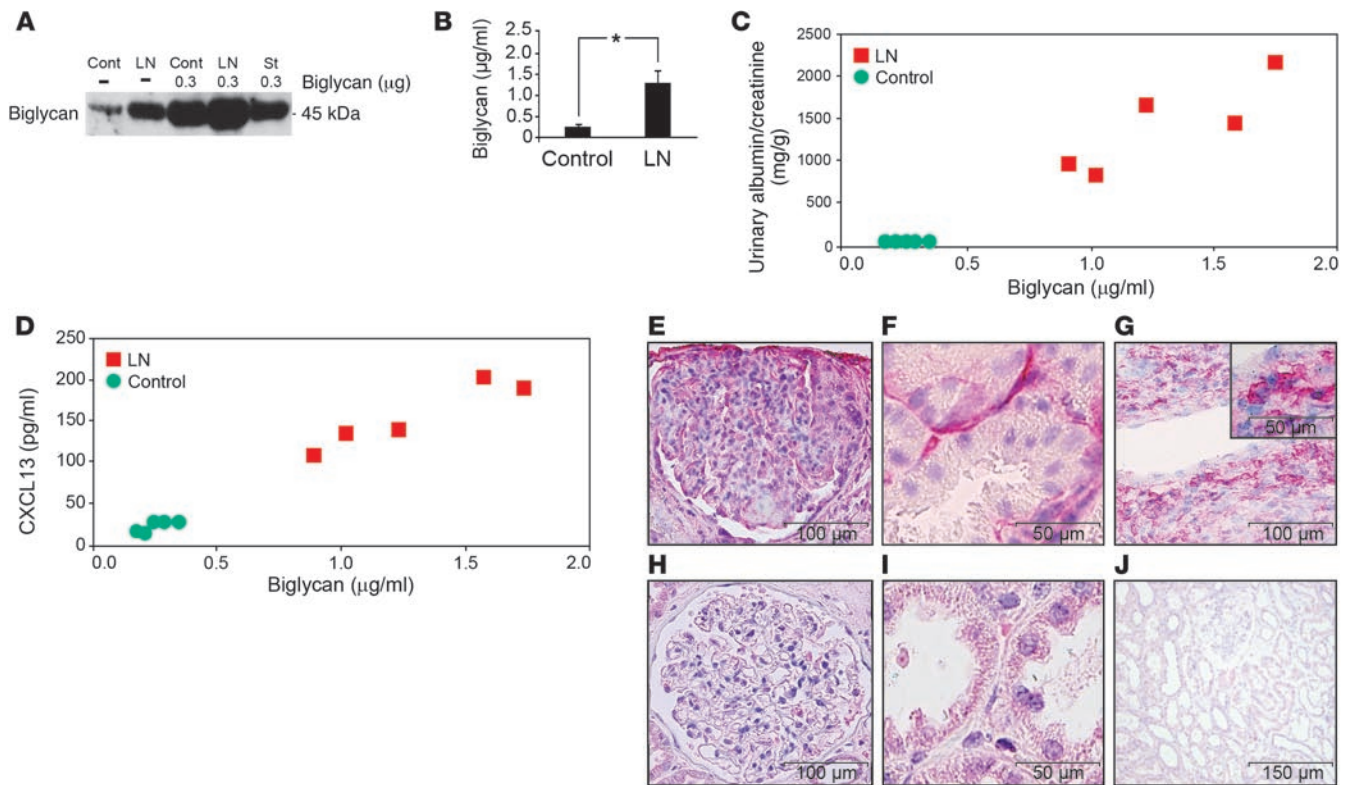 A
Cont LN Cont LN St
– – 0.3 0.3 0.3 Biglycan (μg)
Biglycan
- 45 kDa
B
Biglycan (μg/ml)
2.5
2.0
1.5
1.0
0.5
0
*
Control LN
C
Urinary albumin/creatinine
(mg/g)
2500
2000
1500
1000
500
0
LN
Control
0.0 0.5 1.0 1.5 2.0
Biglycan (μg/ml)
D
CXCL13 (pg/ml)
250
200
150
100
50
0
LN
Control
0.0 0.5 1.0 1.5 2.0
Biglycan (μg/ml)
E
100 μm
F
50 μm
G
50 μm
100 μm
H
100 μm
I
50 μm
J
150 μm